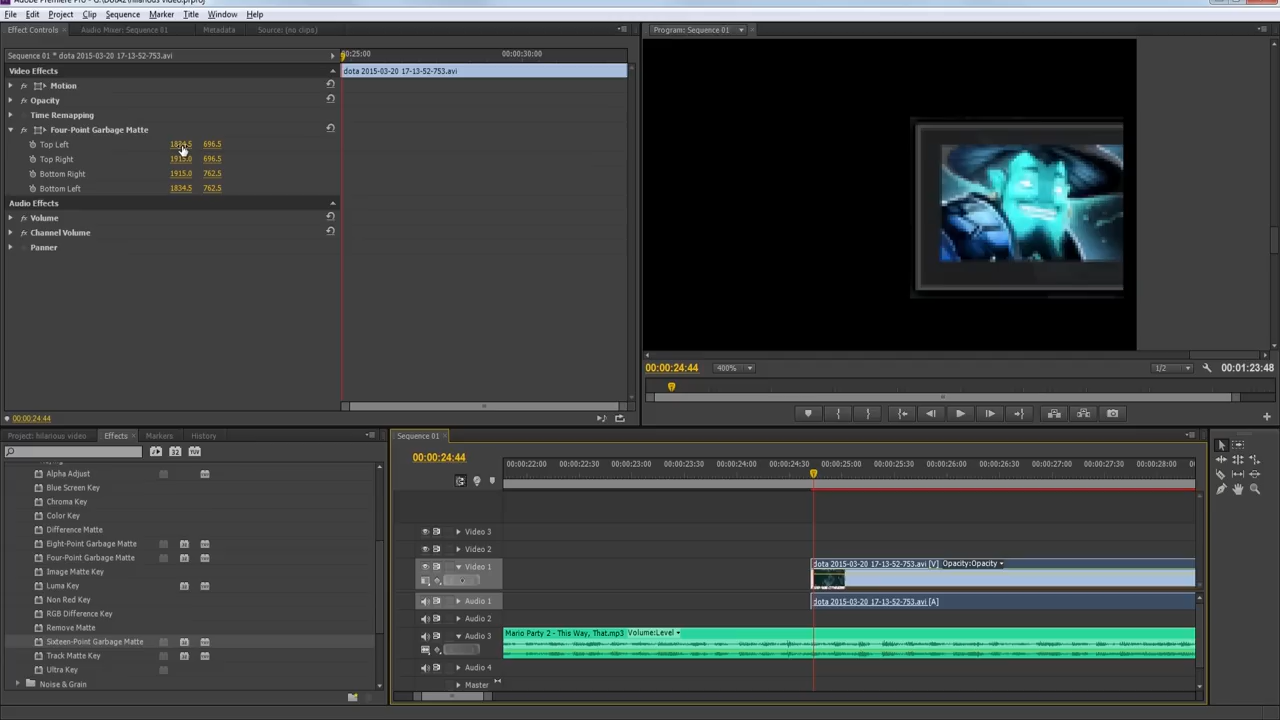 File Edit Project Clip Sequence Marker Title Window Help
Effect Controls Audio Mixer: Sequence 01 Metadata Source: (no clips)
Program: Sequence 01
Sequence 01 * dota 2015-03-20 17-13-52-753.avi
00:25:00 00:00:30:00
Video Effects
dota 2015-03-20 17-13-52-753.avi
fx Motion
fx Opacity
Time Remapping
fx Four-Point Garbage Matte
Top Left 1834.5 696.5
Top Right 1915.0 696.5
Bottom Right 1915.0 762.5
Bottom Left 1834.5 762.5
Audio Effects
fx Volume
fx Channel Volume
Panner
00:00:24:44 400% 1/2 00:01:23:48
00:00:24:44
Project: hilarious video Effects Markers History
Sequence 01
00:00:24:44
00:00:22:00 00:00:22:30 00:00:23:00 00:00:23:30 00:00:24:00 00:00:24:30 00:00:25:00 00:00:25:30 00:00:26:00 00:00:26:30 00:00:27:00 00:00:27:30 00:00:28:00
Alpha Adjust
Blue Screen Key
Chroma Key
Color Key
Difference Matte
Eight-Point Garbage Matte
Four-Point Garbage Matte
Image Matte Key
Luma Key
Non Red Key
RGB Difference Key
Remove Matte
Sixteen-Point Garbage Matte
Track Matte Key
Ultra Key
Noise & Grain
Video 3
Video 2
Video 1
dota 2015-03-20 17-13-52-753.avi [V] Opacity:Opacity
Audio 1
dota 2015-03-20 17-13-52-753.avi [A]
Audio 2
Audio 3
Mario Party 2 - This Way, That.mp3 Volume:Level
Audio 4
Master